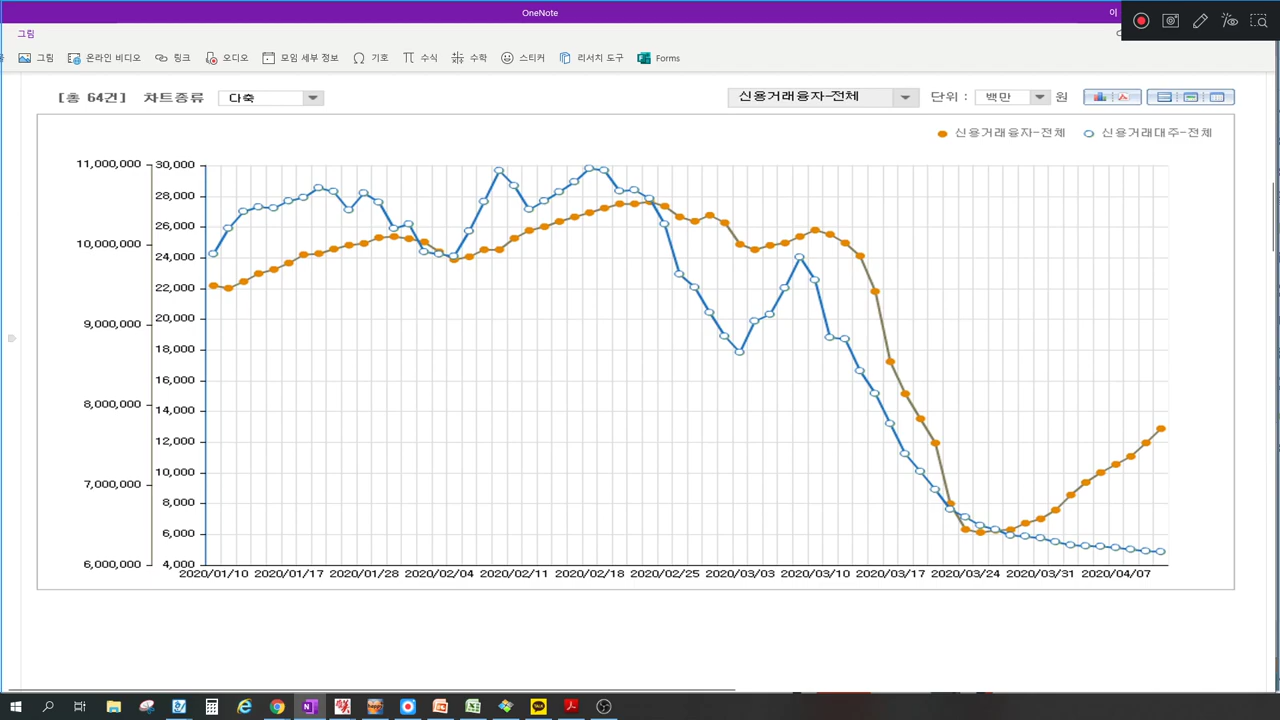 OneNote
이
그림
그림 온라인 비디오 링크 오디오 모임 세부 정보 기호 수식 수학 스티커 리서치 도구 Forms
[총 64건] 차트종류 다축 신용거래융자-전체 단위 : 백만 원
신용거래융자-전체 신용거래대주-전체
11,000,000 30,000
28,000
26,000
10,000,000
24,000
22,000
9,000,000 20,000
18,000
16,000
8,000,000 14,000
12,000
10,000
7,000,000
8,000
6,000
6,000,000 4,000
2020/01/10 2020/01/17 2020/01/28 2020/02/04 2020/02/11 2020/02/18 2020/02/25 2020/03/03 2020/03/10 2020/03/17 2020/03/24 2020/03/31 2020/04/07
TALK